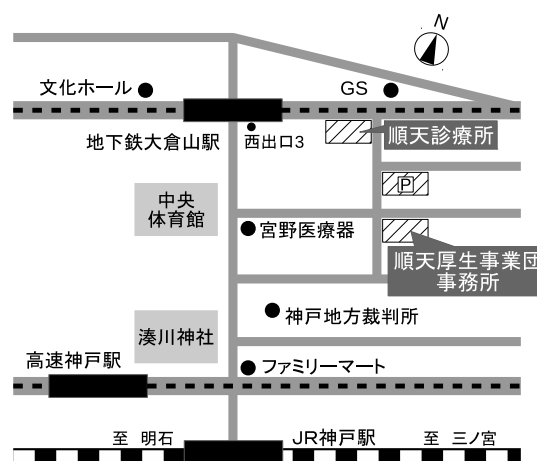 N
文化ホール
GS
地下鉄大倉山駅
西出口3
順天診療所
P
中央
体育館
宮野医療器
順天厚生事業団
事務所
神戸地方裁判所
湊川神社
高速神戸駅
ファミリーマート
至 明石
JR神戸駅
至 三ノ宮